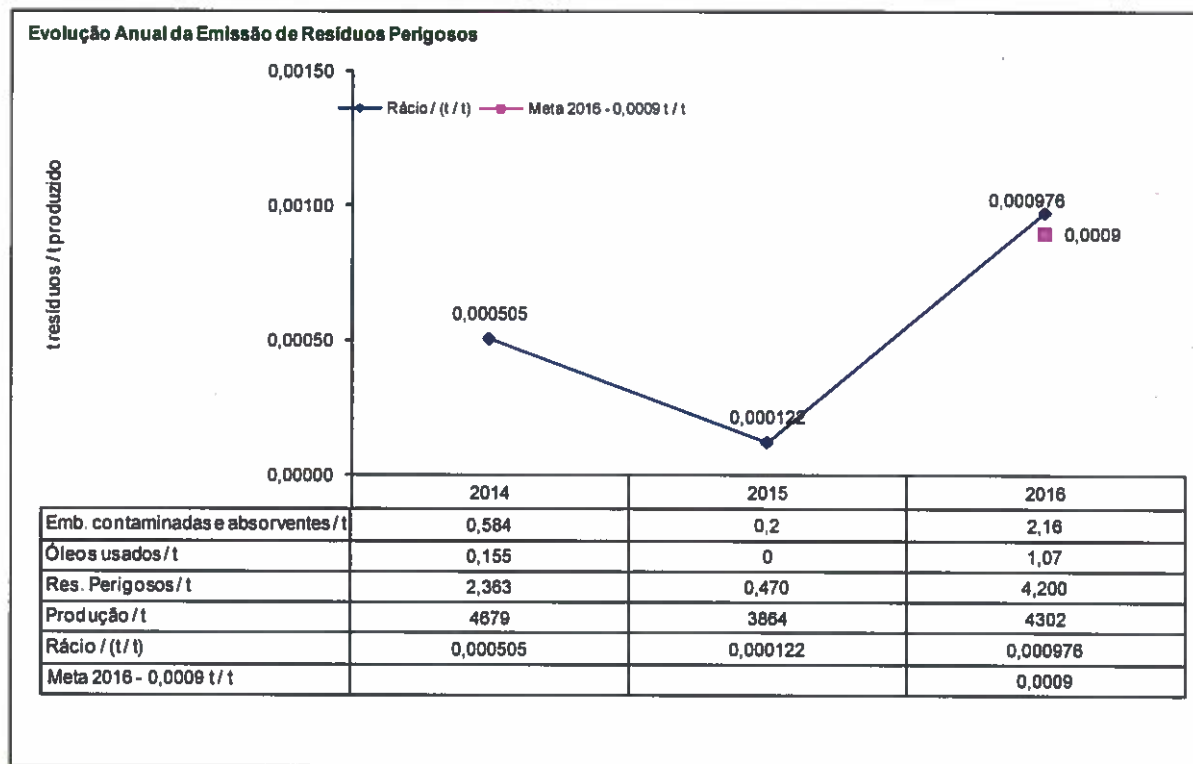 Evolução Anual da Emissão de Resíduos Perigosos
0,00150
Rácio / (t / t) Meta 2016 - 0,0009 t / t
t resíduos / t produzido
0,00100
0,000976
0,0009
0,000505
0,00050
0,000122
0,00000
2014 2015 2016
Emb. contaminadas e absorventes / t 0,584 0,2 2,16
Óleos usados / t 0,155 0 1,07
Res. Perigosos / t 2,363 0,470 4,200
Produção / t 4679 3864 4302
Rácio / (t / t) 0,000505 0,000122 0,000976
Meta 2016 - 0,0009 t / t 0,0009